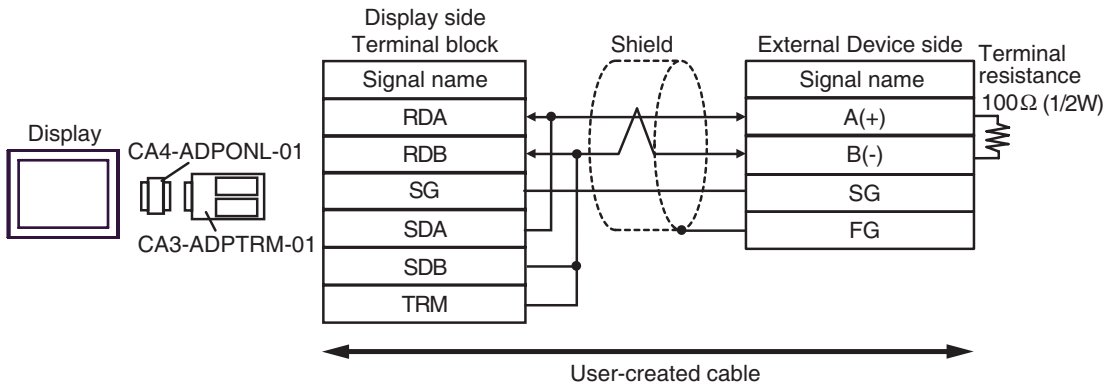 Display side
Terminal block
Shield
External Device side
Terminal
resistance
100Ω (1/2W)
Signal name
Signal name
RDA
A(+)
Display
CA4-ADPONL-01
RDB
B(-)
SG
SG
CA3-ADPTRM-01
SDA
FG
SDB
TRM
User-created cable